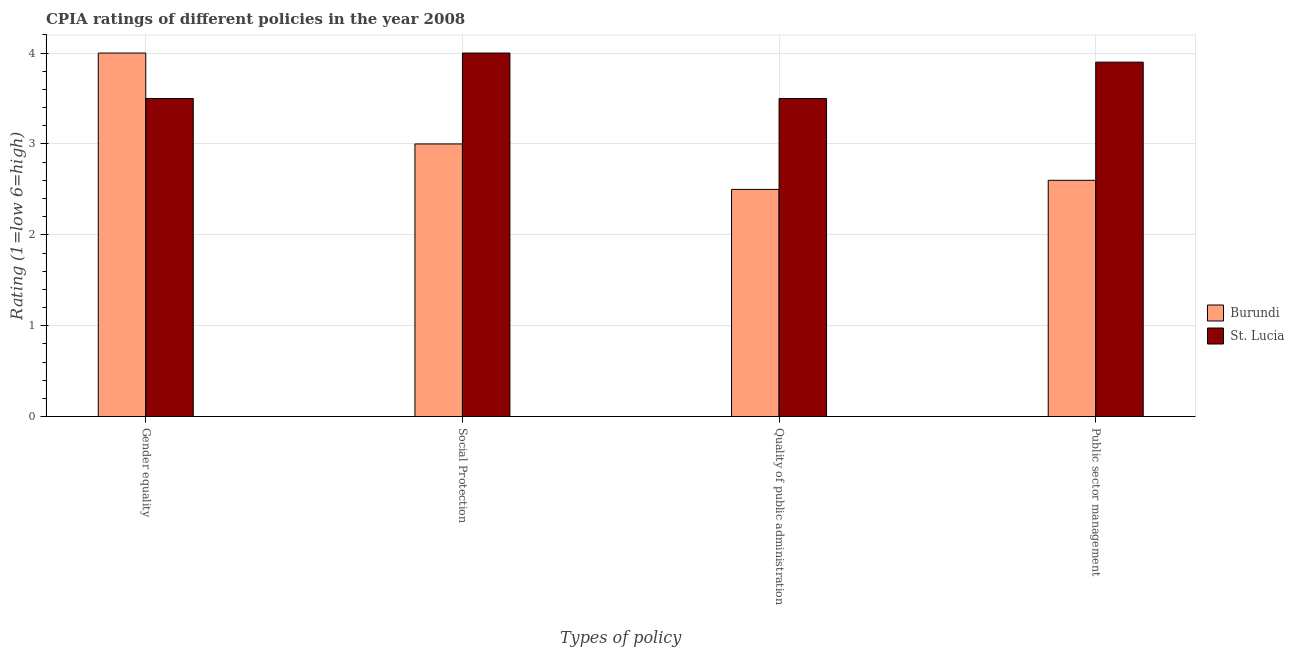 CPIA ratings of different policies in the year 2008
Rating (1=low 6=high)
4
3
2
1
0
Gender equality
Social Protection
Quality of public administration
Public sector management
Types of policy
Burundi
St. Lucia